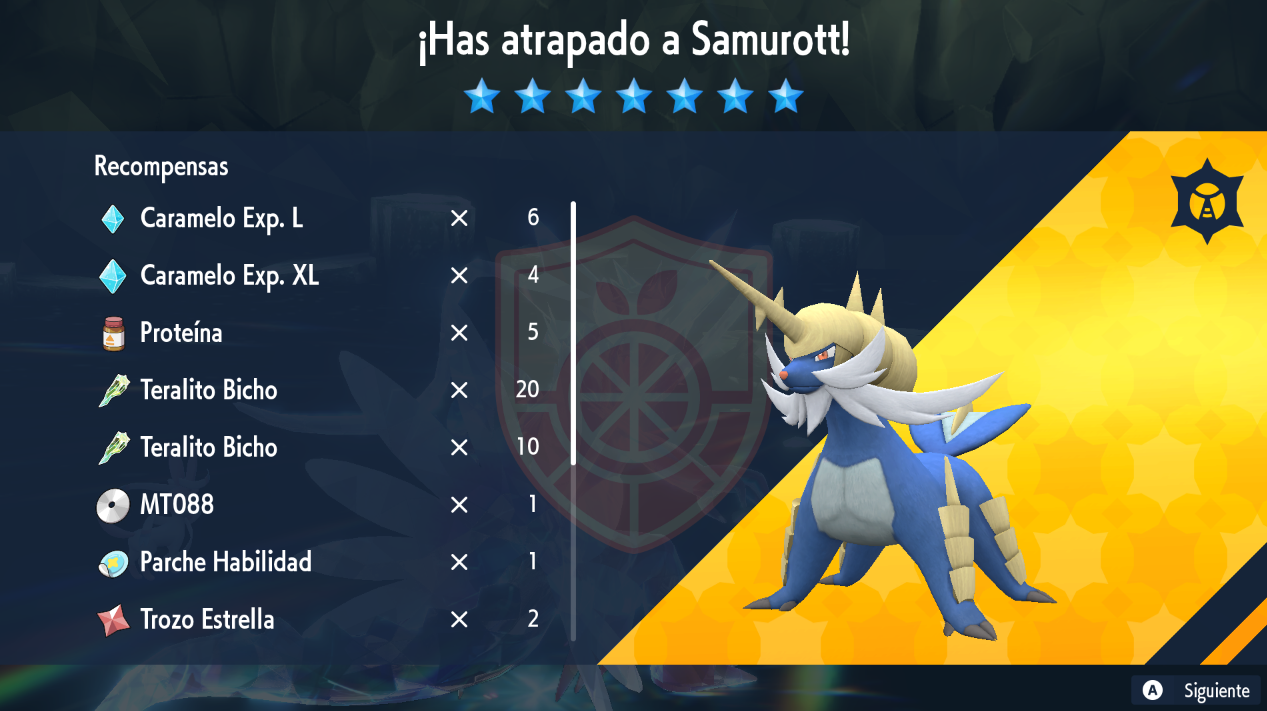 ¡Has atrapado a Samurott!
Recompensas
Caramelo Exp. L × 6
Caramelo Exp. XL × 4
Proteína × 5
Teralito Bicho × 20
Teralito Bicho × 10
MT088 × 1
Parche Habilidad × 1
Trozo Estrella × 2
A Siguiente